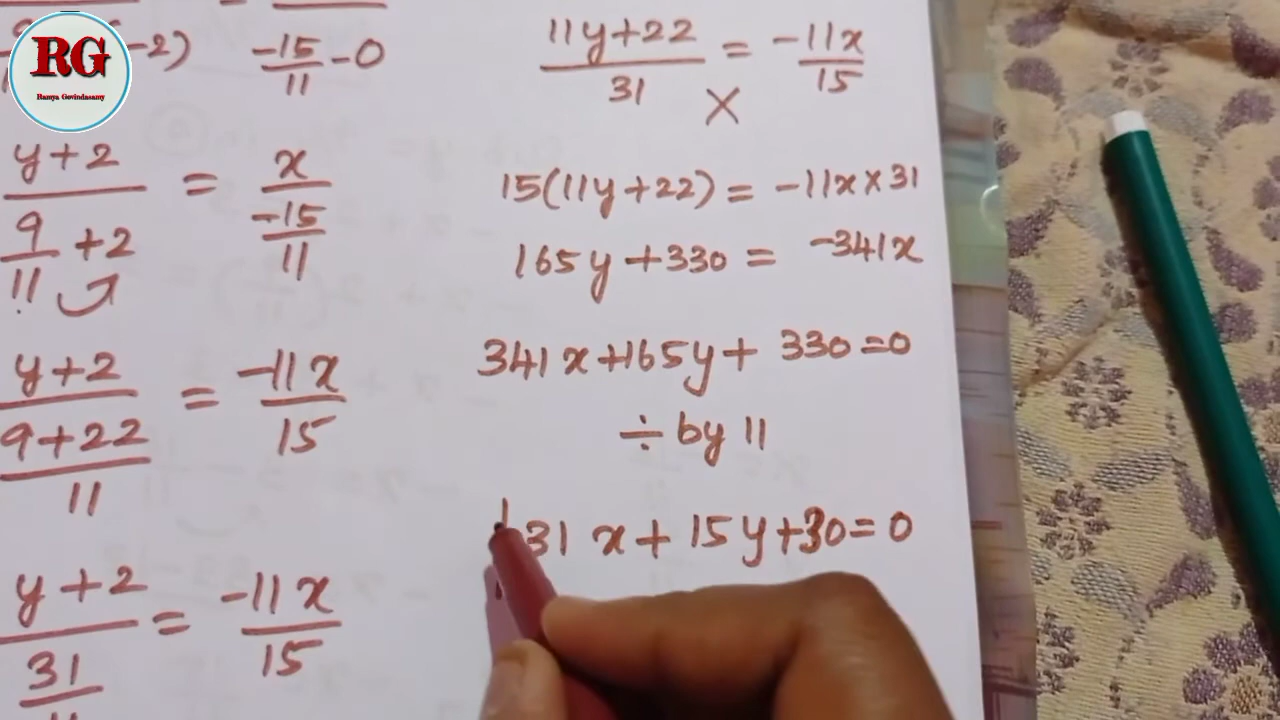 RG
Ramya Govindasamy
-2) -15/11 - 0
(y+2)/(9/11 + 2) = x/(-15/11)
(y+2)/((9+22)/11) = -11x/15
(y+2)/(31/11) = -11x/15
(11y+22)/31 = -11x/15
×
15(11y+22) = -11x×31
165y+330 = -341x
341x+165y+330=0
÷ by 11
31x+15y+30=0